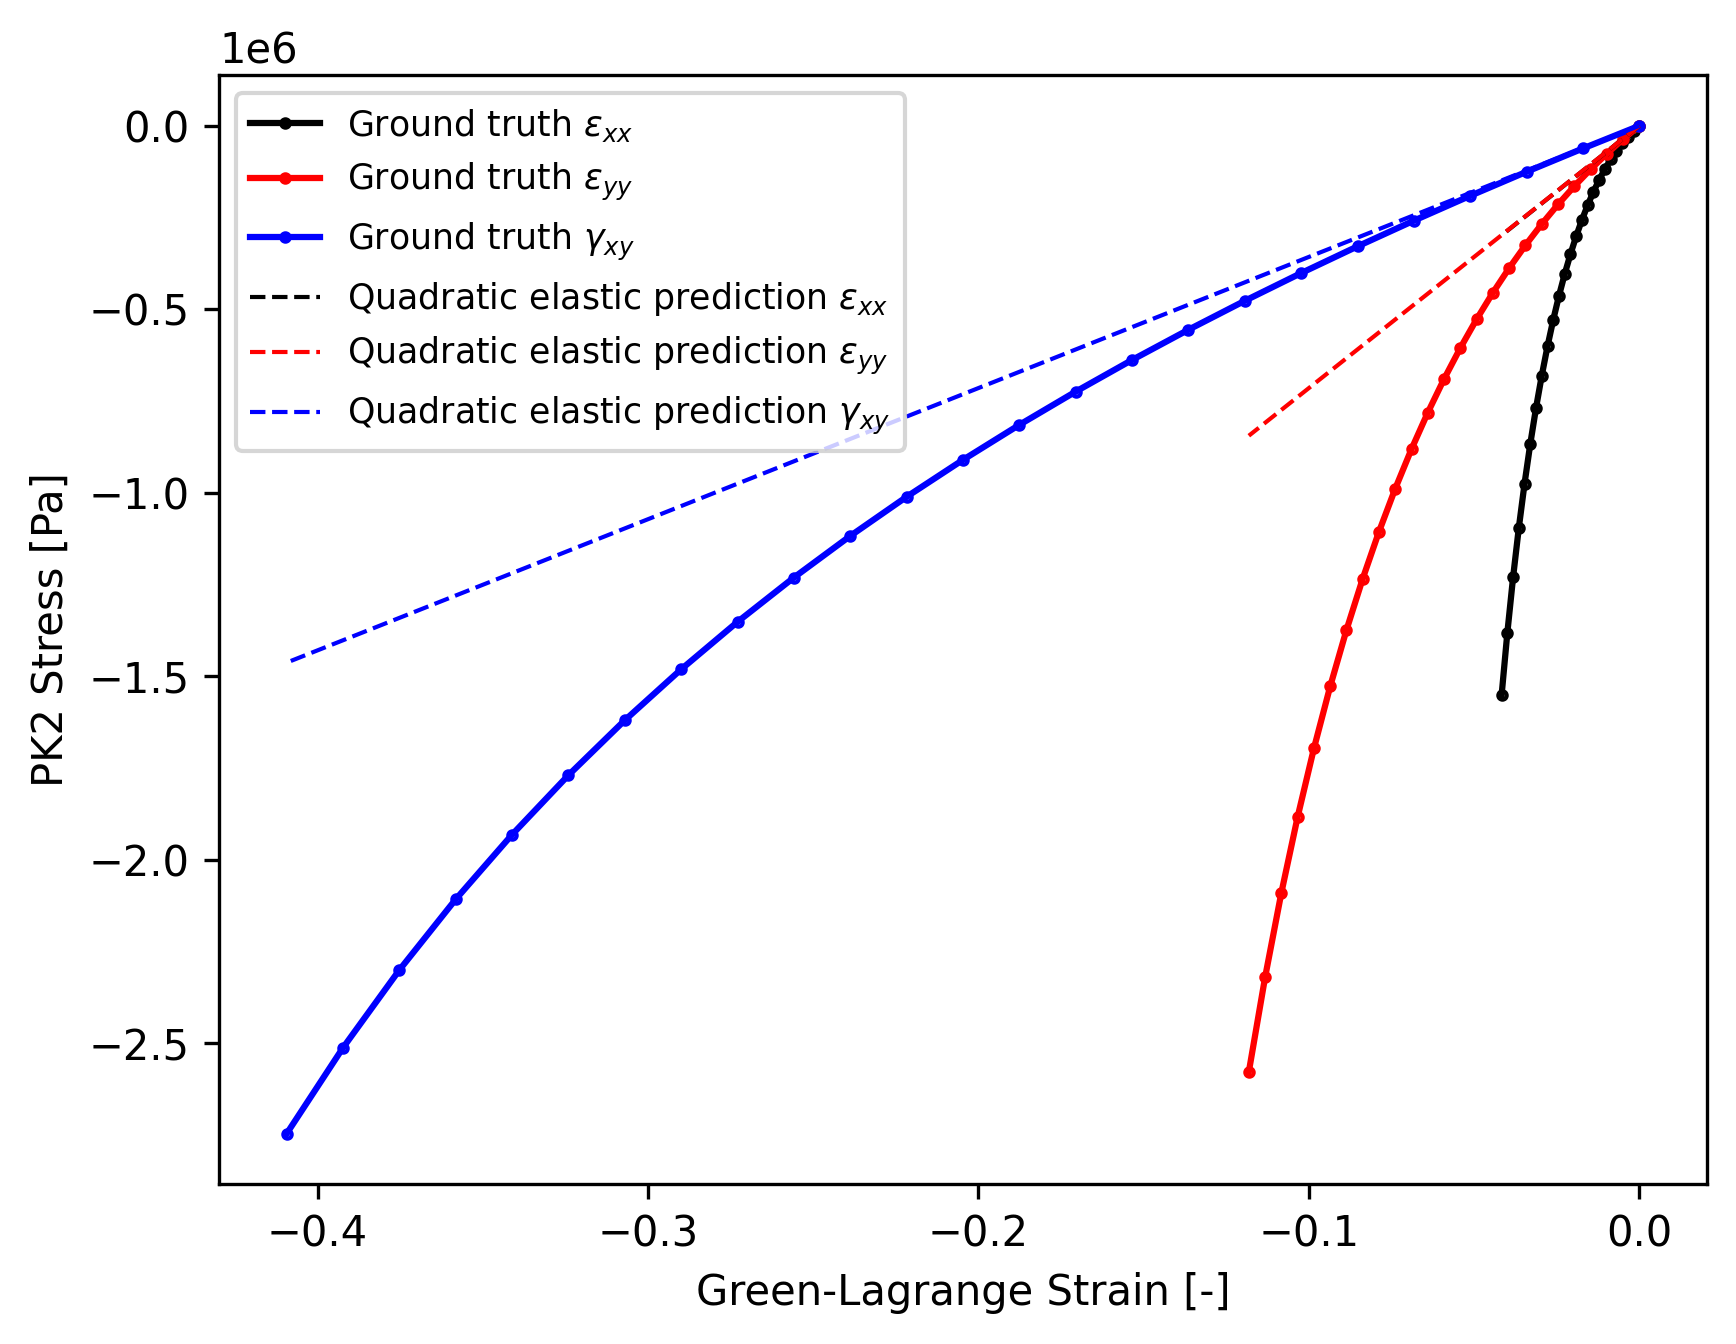 1e6
0.0
−0.5
−1.0
−1.5
−2.0
−2.5
PK2 Stress [Pa]
Ground truth εxx
Ground truth εyy
Ground truth γxy
Quadratic elastic prediction εxx
Quadratic elastic prediction εyy
Quadratic elastic prediction γxy
−0.4 −0.3 −0.2 −0.1 0.0
Green-Lagrange Strain [-]